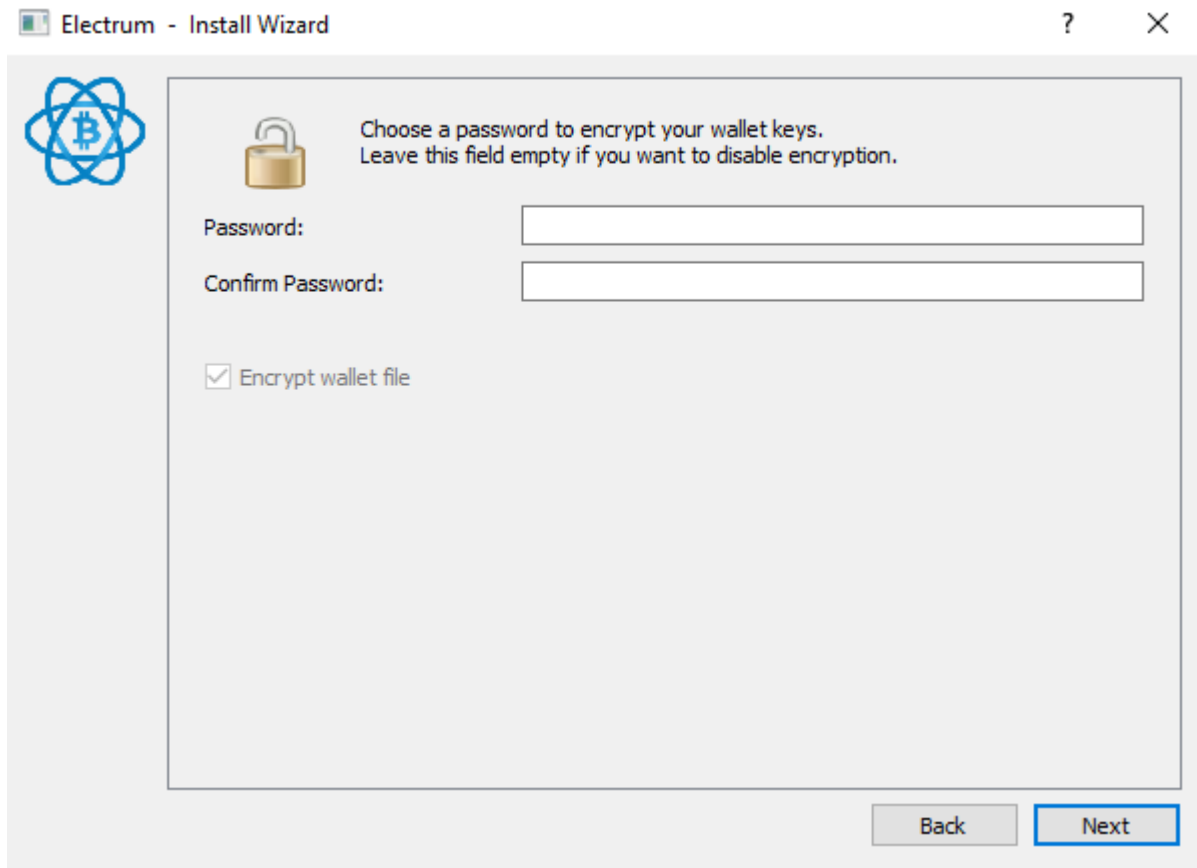 Electrum - Install Wizard
?
Choose a password to encrypt your wallet keys.
Leave this field empty if you want to disable encryption.
Password:
Confirm Password:
Encrypt wallet file
Back
Next